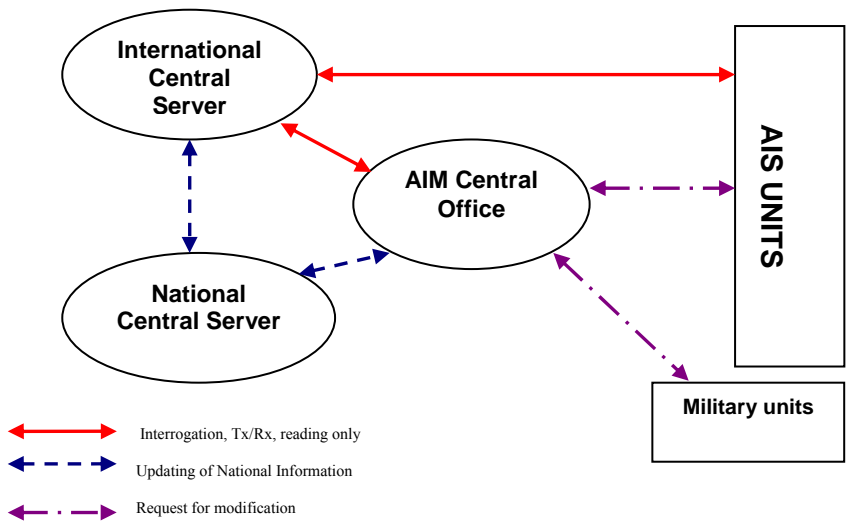 International
Central
Server
AIM Central
Office
AIS UNITS
National
Central Server
Military units
Interrogation, Tx/Rx, reading only
Updating of National Information
Request for modification